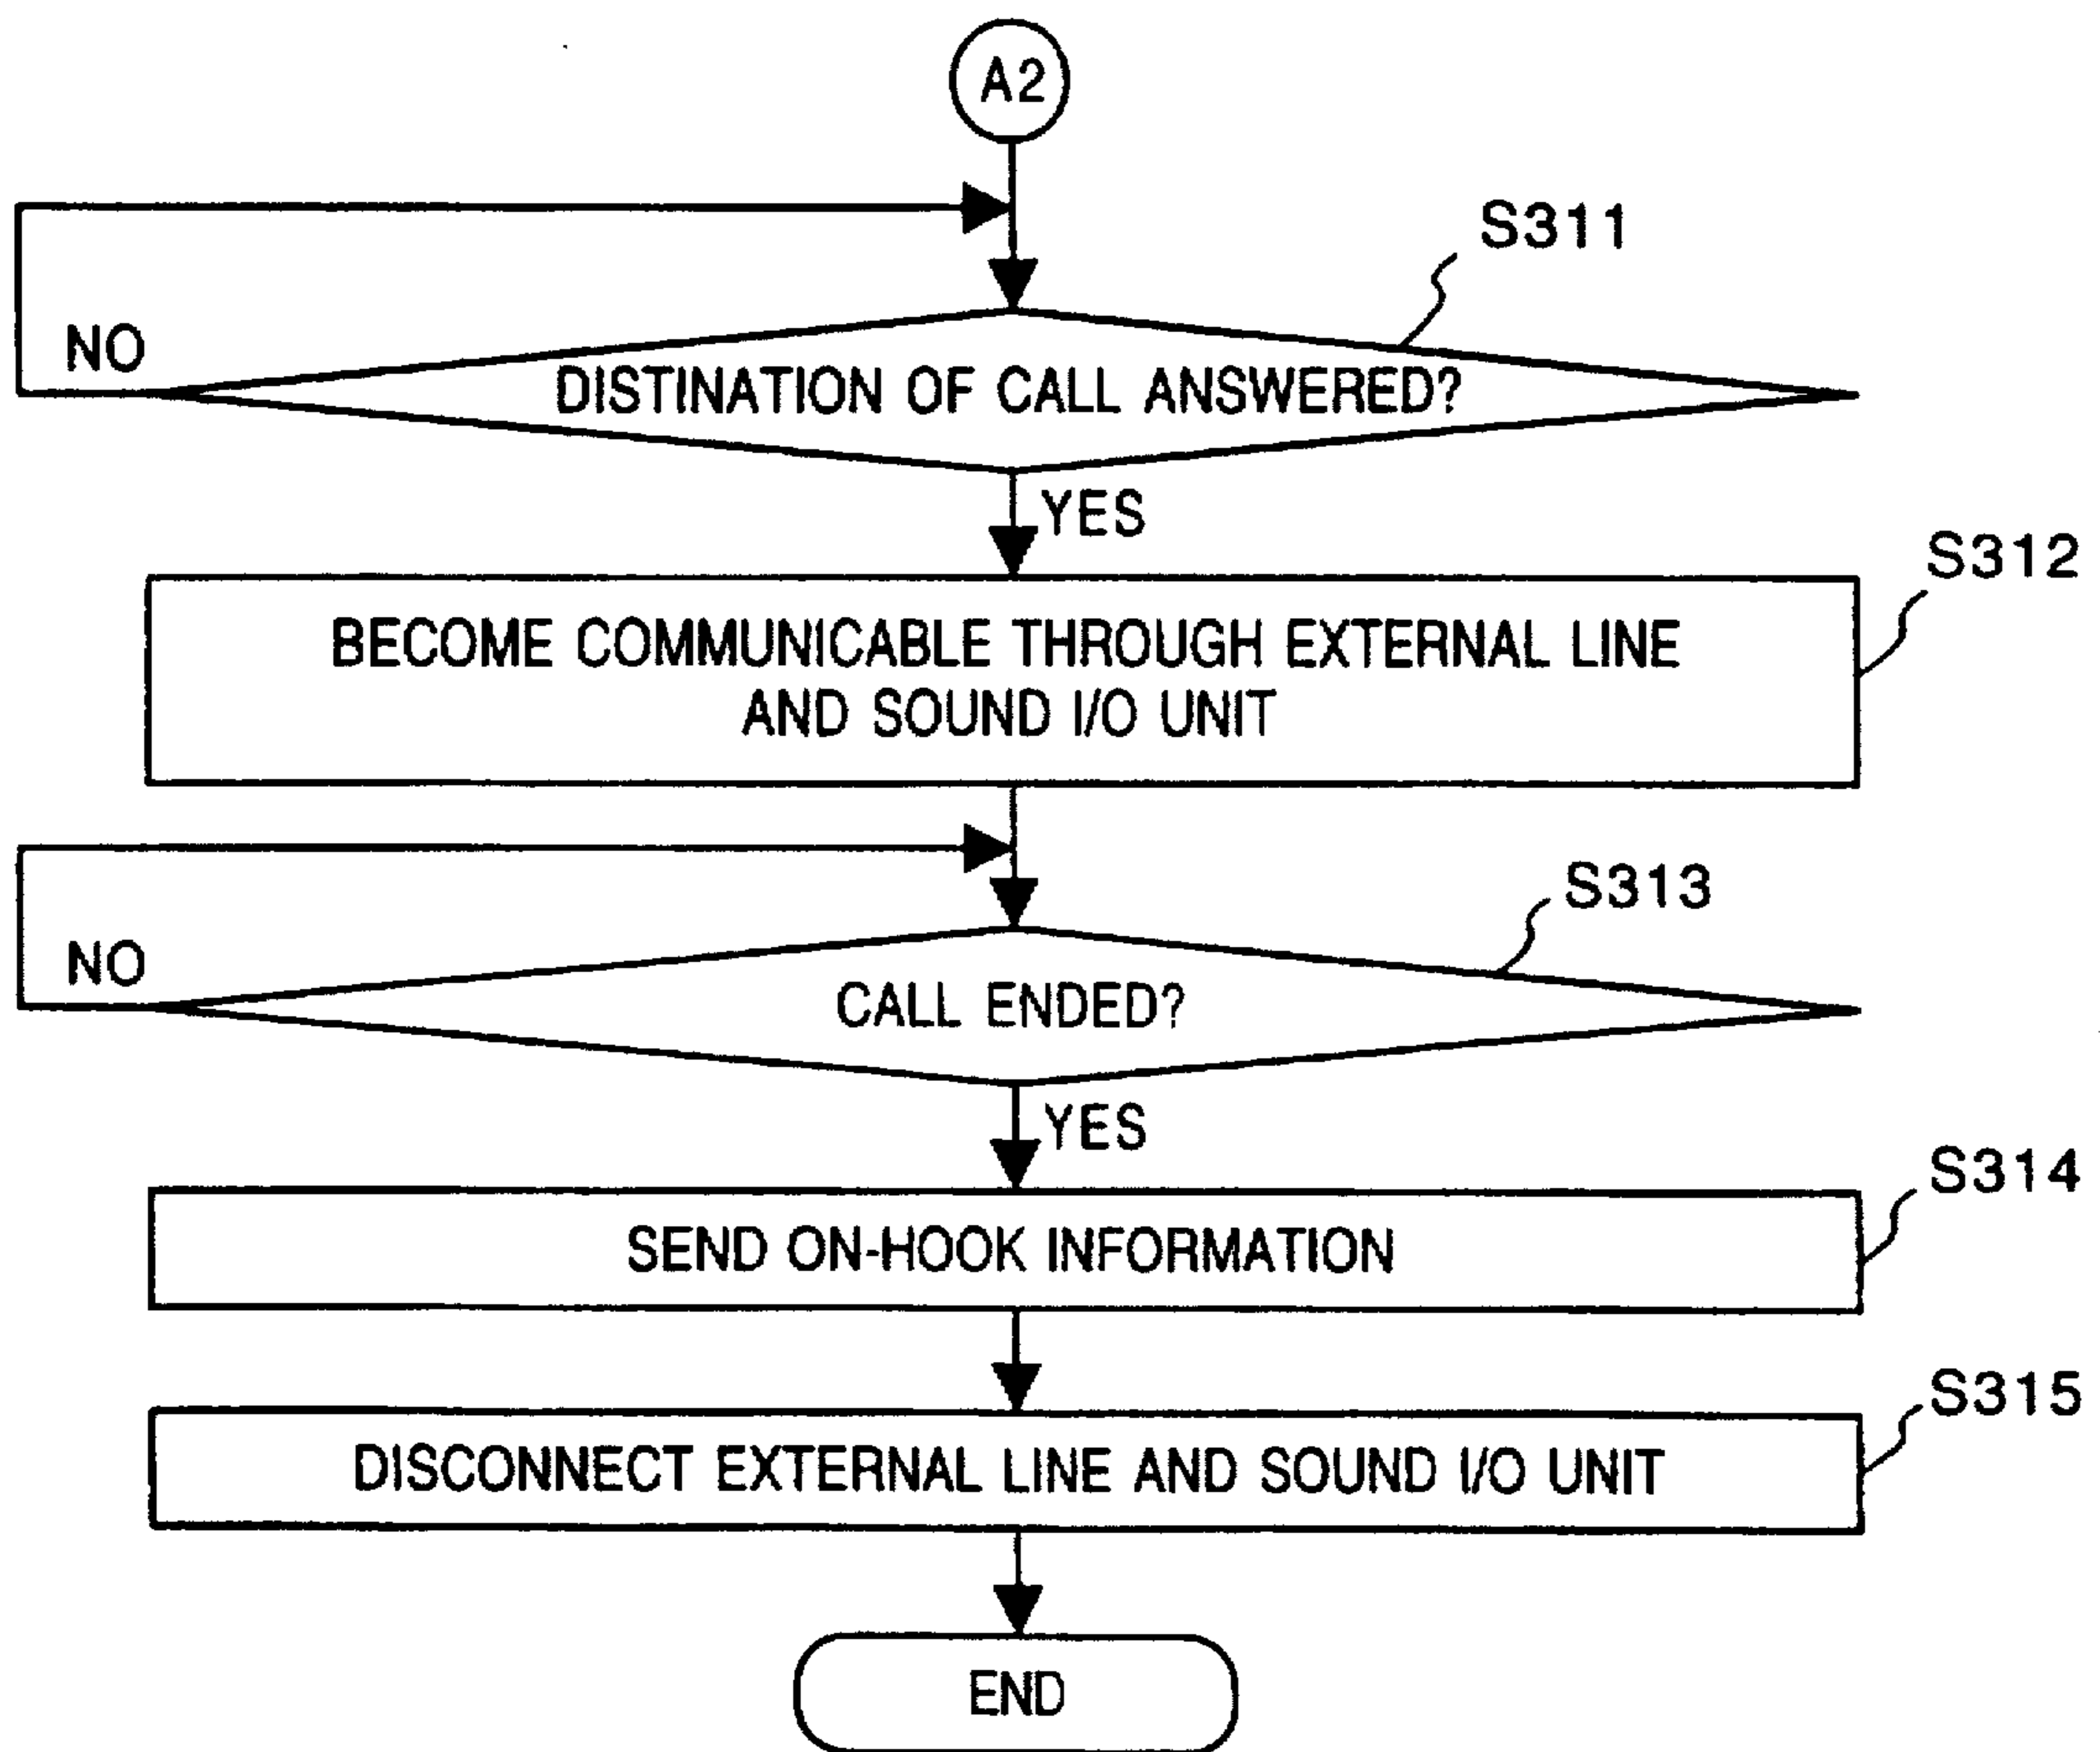 A2
S311
NO
DISTINATION OF CALL ANSWERED?
YES
S312
BECOME COMMUNICABLE THROUGH EXTERNAL LINE
AND SOUND I/O UNIT
S313
NO
CALL ENDED?
YES
S314
SEND ON-HOOK INFORMATION
S315
DISCONNECT EXTERNAL LINE AND SOUND I/O UNIT
END